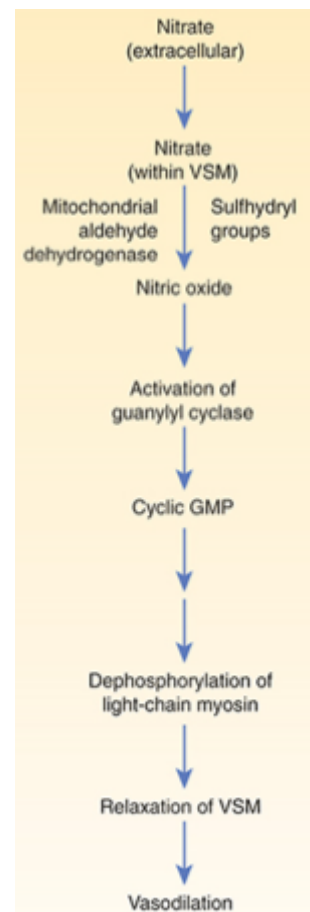 Nitrate
(extracellular)
Nitrate
(within VSM)
Mitochondrial
aldehyde
dehydrogenase
Sulfhydryl
groups
Nitric oxide
Activation of
guanylyl cyclase
Cyclic GMP
Dephosphorylation of
light-chain myosin
Relaxation of VSM
Vasodilation